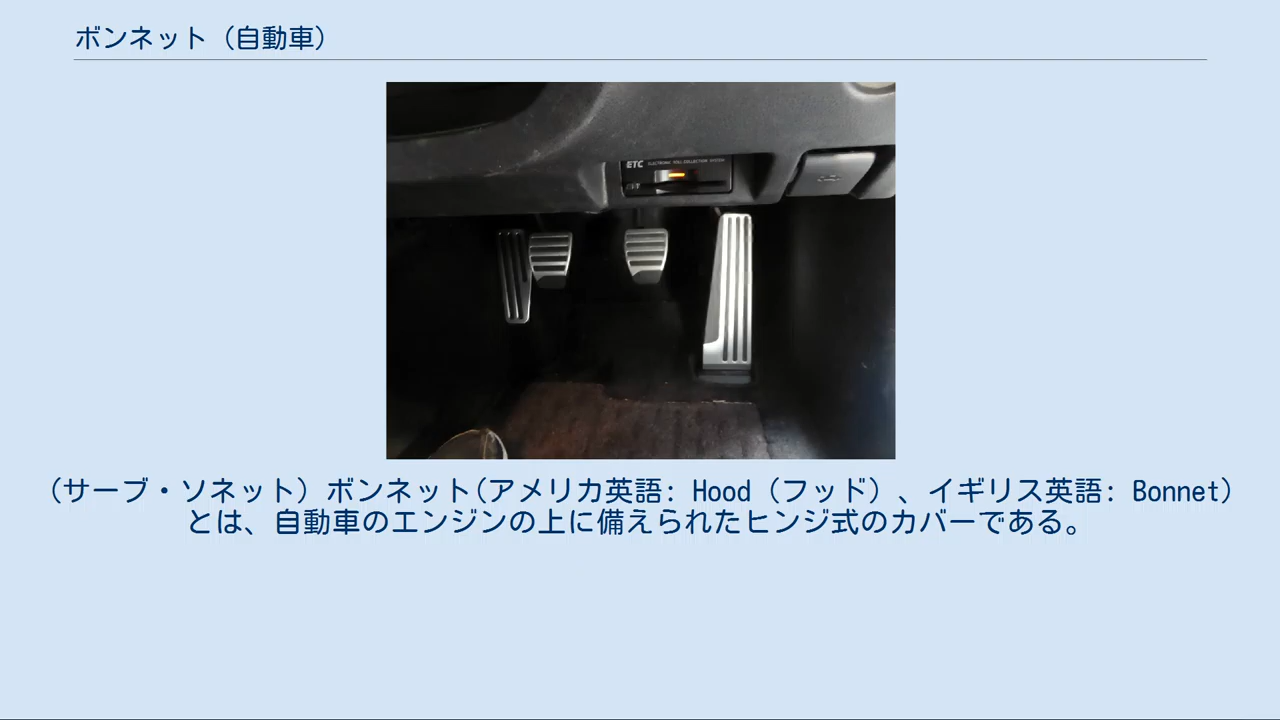 ボンネット（自動車）
ETC ELECTRONIC TOLL COLLECTION SYSTEM
（サーブ・ソネット）ボンネット(アメリカ英語: Hood（フッド）、イギリス英語: Bonnet)
とは、自動車のエンジンの上に備えられたヒンジ式のカバーである。